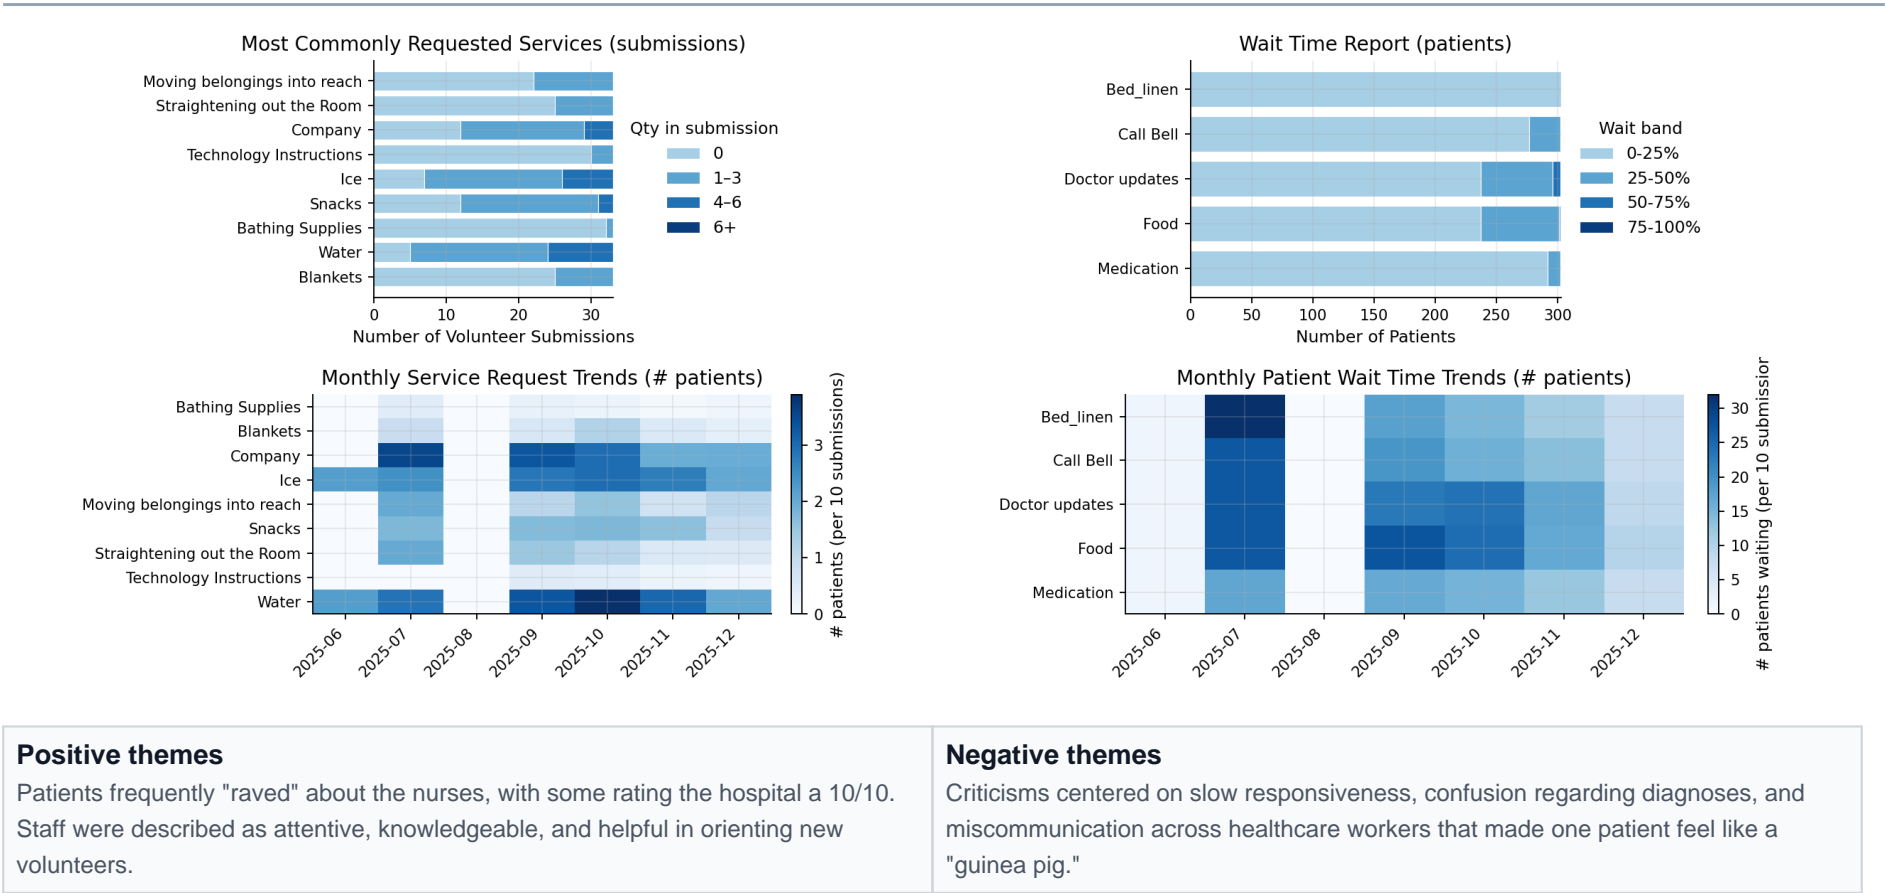 Most Commonly Requested Services (submissions)
Moving belongings into reach
Straightening out the Room
Company
Technology Instructions
Ice
Snacks
Bathing Supplies
Water
Blankets
0 10 20 30
Number of Volunteer Submissions
Qty in submission
0
1–3
4–6
6+
Wait Time Report (patients)
Bed_linen
Call Bell
Doctor updates
Food
Medication
0 50 100 150 200 250 300
Number of Patients
Wait band
0-25%
25-50%
50-75%
75-100%
Monthly Service Request Trends (# patients)
Bathing Supplies
Blankets
Company
Ice
Moving belongings into reach
Snacks
Straightening out the Room
Technology Instructions
Water
2025-06 2025-07 2025-08 2025-09 2025-10 2025-11 2025-12
3
2
1
0
# patients (per 10 submissions)
Monthly Patient Wait Time Trends (# patients)
Bed_linen
Call Bell
Doctor updates
Food
Medication
2025-06 2025-07 2025-08 2025-09 2025-10 2025-11 2025-12
30
25
20
15
10
5
0
# patients waiting (per 10 submission
Positive themes
Patients frequently "raved" about the nurses, with some rating the hospital a 10/10.
Staff were described as attentive, knowledgeable, and helpful in orienting new
volunteers.
Negative themes
Criticisms centered on slow responsiveness, confusion regarding diagnoses, and
miscommunication across healthcare workers that made one patient feel like a
"guinea pig."